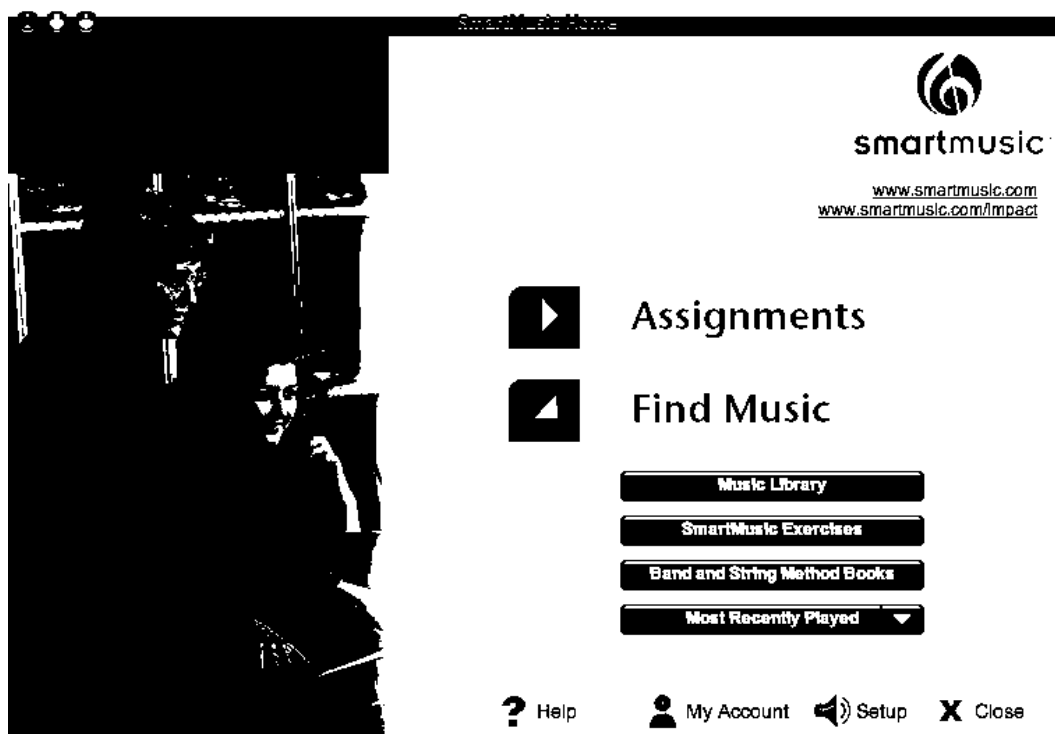 SmartMusic Home
smartmusic
www.smartmusic.com
www.smartmusic.com/impact
Assignments
Find Music
Music Library
SmartMusic Exercises
Band and String Method Books
Most Recently Played
Help My Account Setup X Close